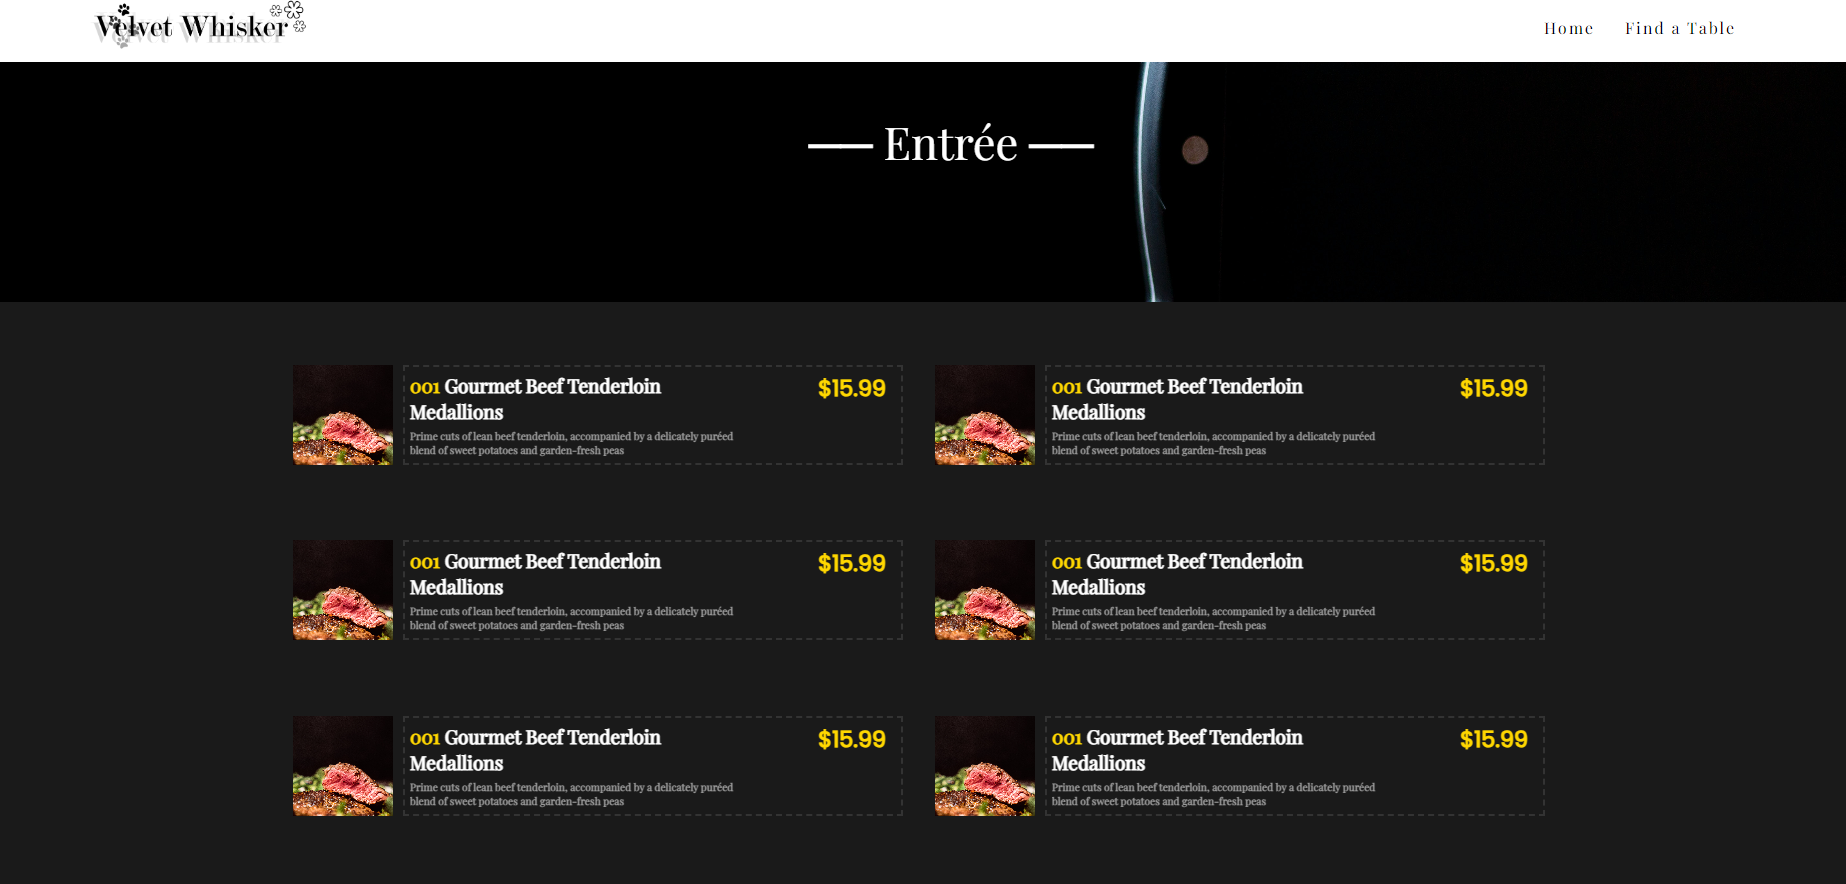 Velvet Whisker
Home Find a Table
Entrée
001 Gourmet Beef Tenderloin
Medallions
$15.99
Prime cuts of lean beef tenderloin, accompanied by a delicately puréed
blend of sweet potatoes and garden-fresh peas
001 Gourmet Beef Tenderloin
Medallions
$15.99
Prime cuts of lean beef tenderloin, accompanied by a delicately puréed
blend of sweet potatoes and garden-fresh peas
001 Gourmet Beef Tenderloin
Medallions
$15.99
Prime cuts of lean beef tenderloin, accompanied by a delicately puréed
blend of sweet potatoes and garden-fresh peas
001 Gourmet Beef Tenderloin
Medallions
$15.99
Prime cuts of lean beef tenderloin, accompanied by a delicately puréed
blend of sweet potatoes and garden-fresh peas
001 Gourmet Beef Tenderloin
Medallions
$15.99
Prime cuts of lean beef tenderloin, accompanied by a delicately puréed
blend of sweet potatoes and garden-fresh peas
001 Gourmet Beef Tenderloin
Medallions
$15.99
Prime cuts of lean beef tenderloin, accompanied by a delicately puréed
blend of sweet potatoes and garden-fresh peas